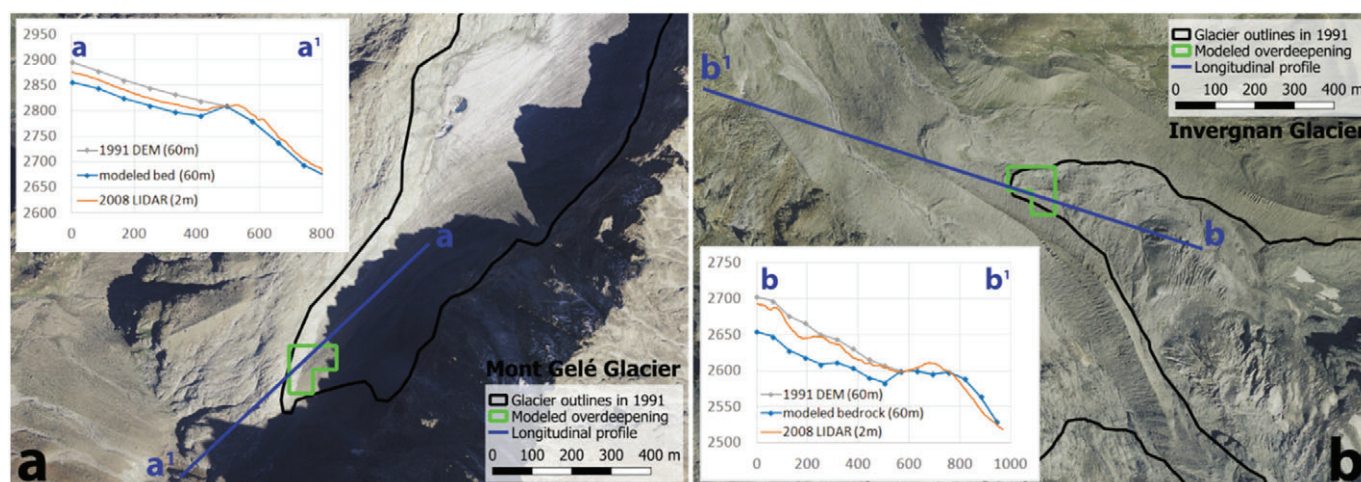 2950
2900
2850
2800
2750
2700
2650
2600
a
a¹
1991 DEM (60m)
modeled bed (60m)
2008 LIDAR (2m)
0 200 400 600 800
a
a¹
Mont Gelé Glacier
Glacier outlines in 1991
Modeled overdeepening
Longitudinal profile
0 100 200 300 400 m
a
b¹
Glacier outlines in 1991
Modeled overdeepening
Longitudinal profile
0 100 200 300 400 m
Invergnan Glacier
b
2750
2700
2650
2600
2550
2500
b
b¹
1991 DEM (60m)
modeled bedrock (60m)
2008 LIDAR (2m)
0 200 400 600 800 1000
b